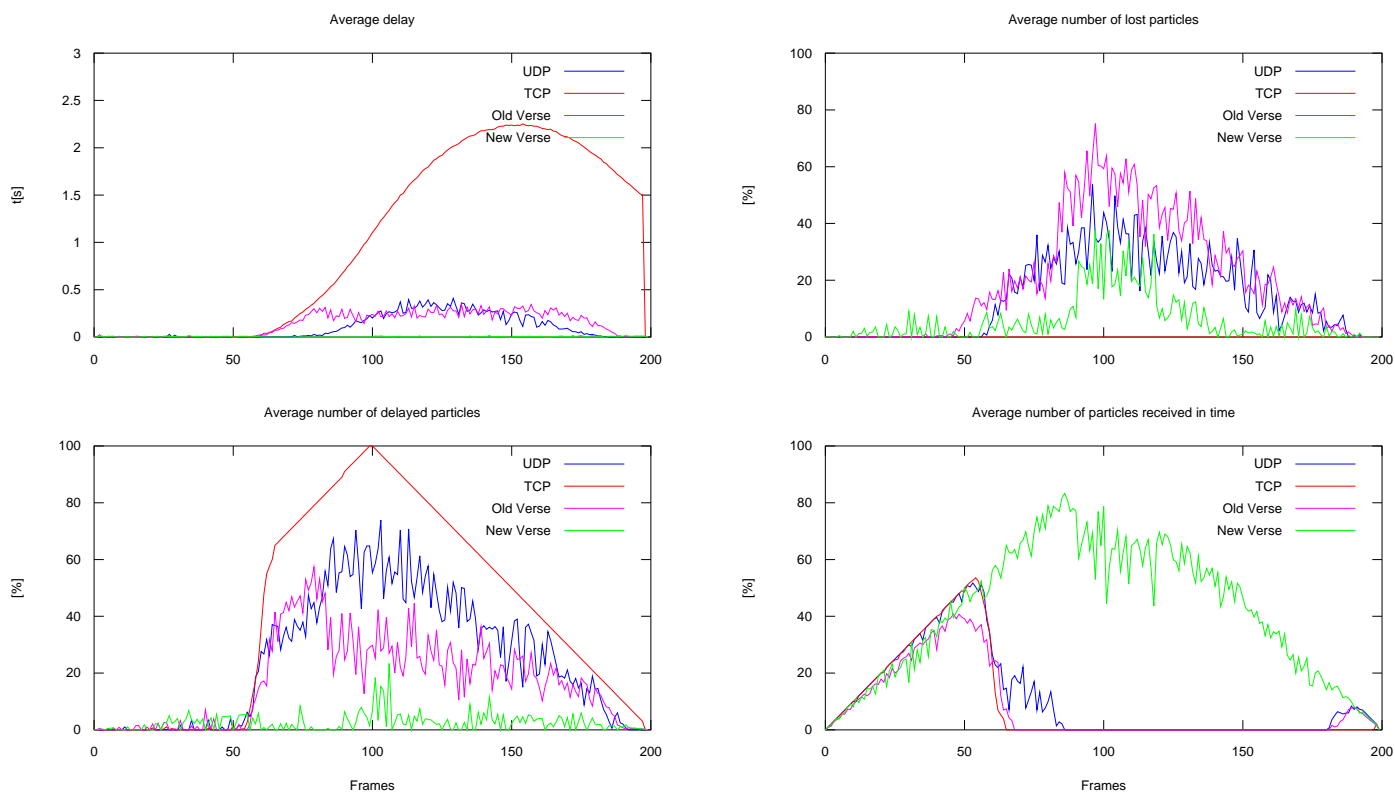 Average delay
t[s]
3
2.5
2
1.5
1
0.5
0
0
50
100
150
200
UDP
TCP
Old Verse
New Verse
Average number of lost particles
[%]
100
80
60
40
20
0
0
50
100
150
200
UDP
TCP
Old Verse
New Verse
Average number of delayed particles
[%]
100
80
60
40
20
0
0
50
100
150
200
Frames
UDP
TCP
Old Verse
New Verse
Average number of particles received in time
[%]
100
80
60
40
20
0
0
50
100
150
200
Frames
UDP
TCP
Old Verse
New Verse